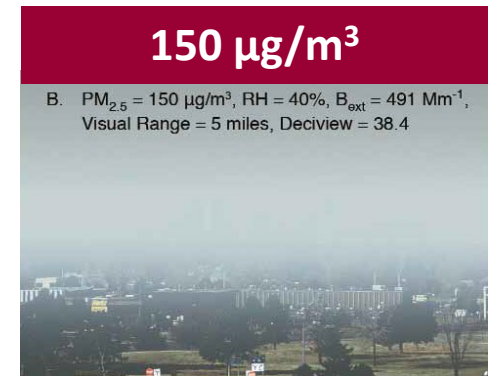 150 µg/m³
B. PM₂.₅ = 150 µg/m³, RH = 40%, Bₑₓₜ = 491 Mm⁻¹,
Visual Range = 5 miles, Deciview = 38.4